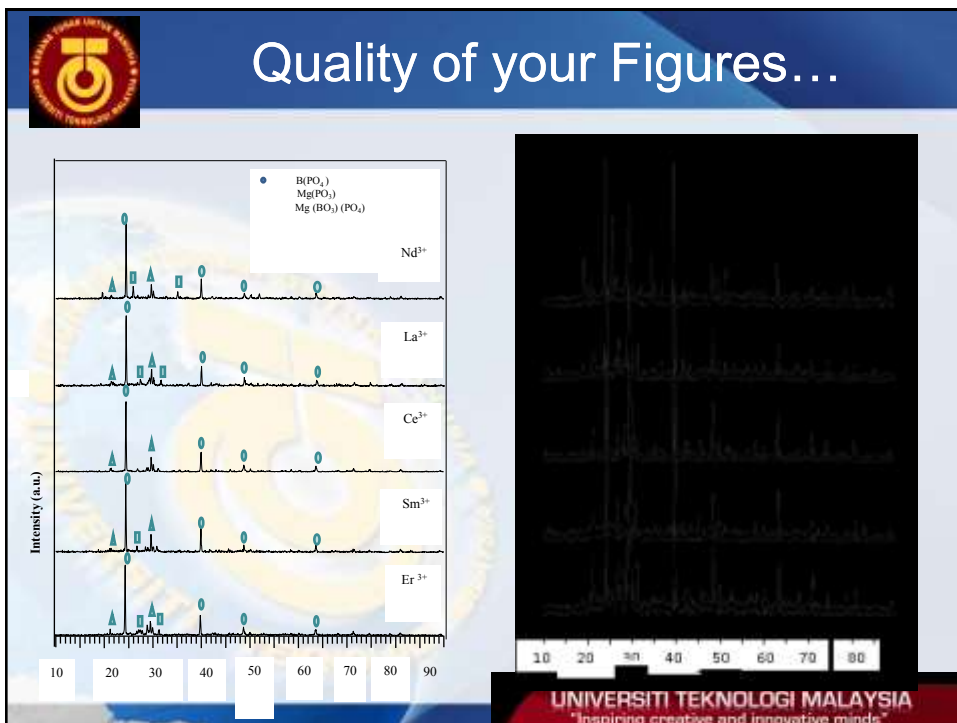 Quality of your Figures…
B(PO4)
Mg(PO3)
Mg (BO3) (PO4)
Nd3+
La3+
Ce3+
Sm3+
Er 3+
Intensity (a.u.)
10 20 30 40 50 60 70 80 90
10 20 30 40 50 60 70 80
UNIVERSITI TEKNOLOGI MALAYSIA
"Inspiring creative and innovative minds"